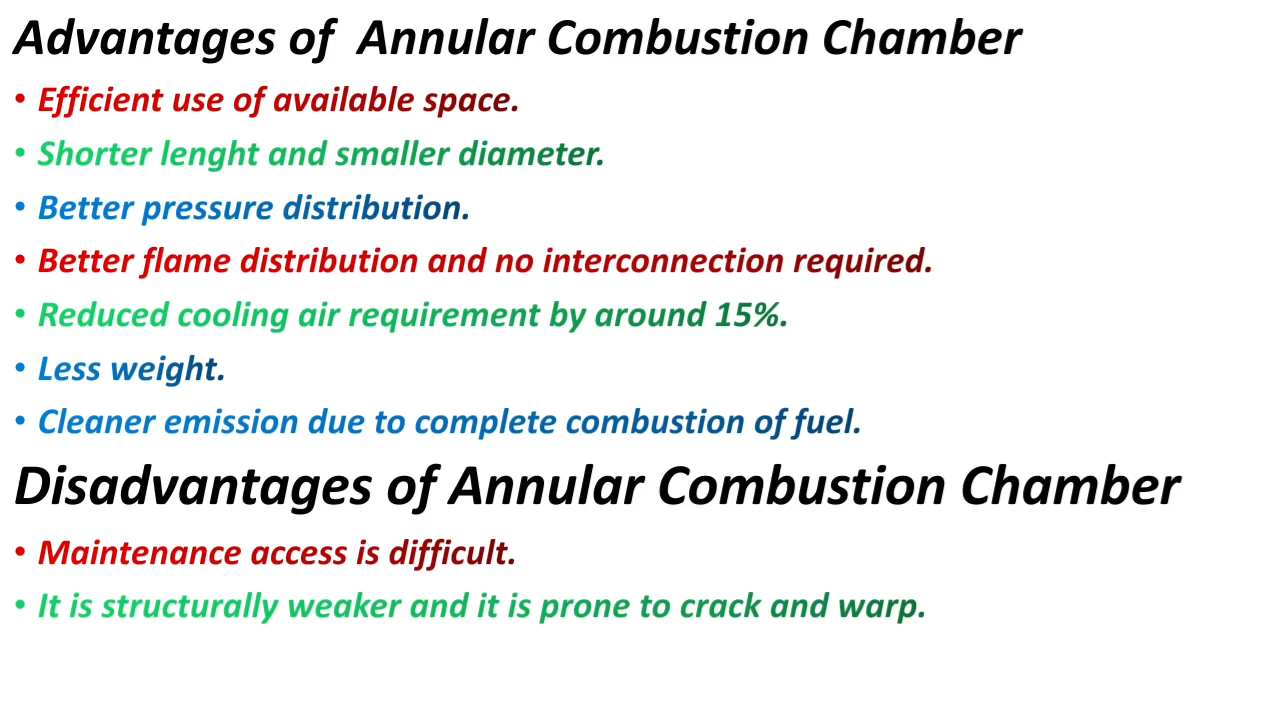 Advantages of  Annular Combustion Chamber
• Efficient use of available space.
• Shorter lenght and smaller diameter.
• Better pressure distribution.
• Better flame distribution and no interconnection required.
• Reduced cooling air requirement by around 15%.
• Less weight.
• Cleaner emission due to complete combustion of fuel.
Disadvantages of Annular Combustion Chamber
• Maintenance access is difficult.
• It is structurally weaker and it is prone to crack and warp.